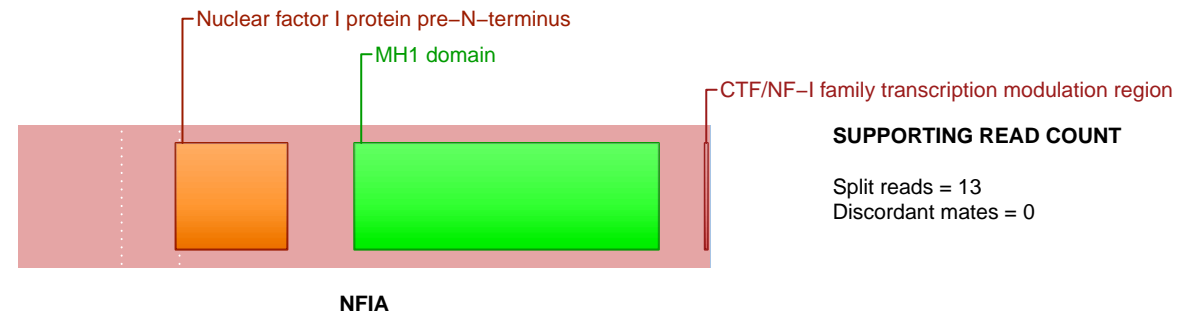 Nuclear factor I protein pre−N−terminus
MH1 domain
CTF/NF−I family transcription modulation region
SUPPORTING READ COUNT
Split reads = 13
Discordant mates = 0
NFIA